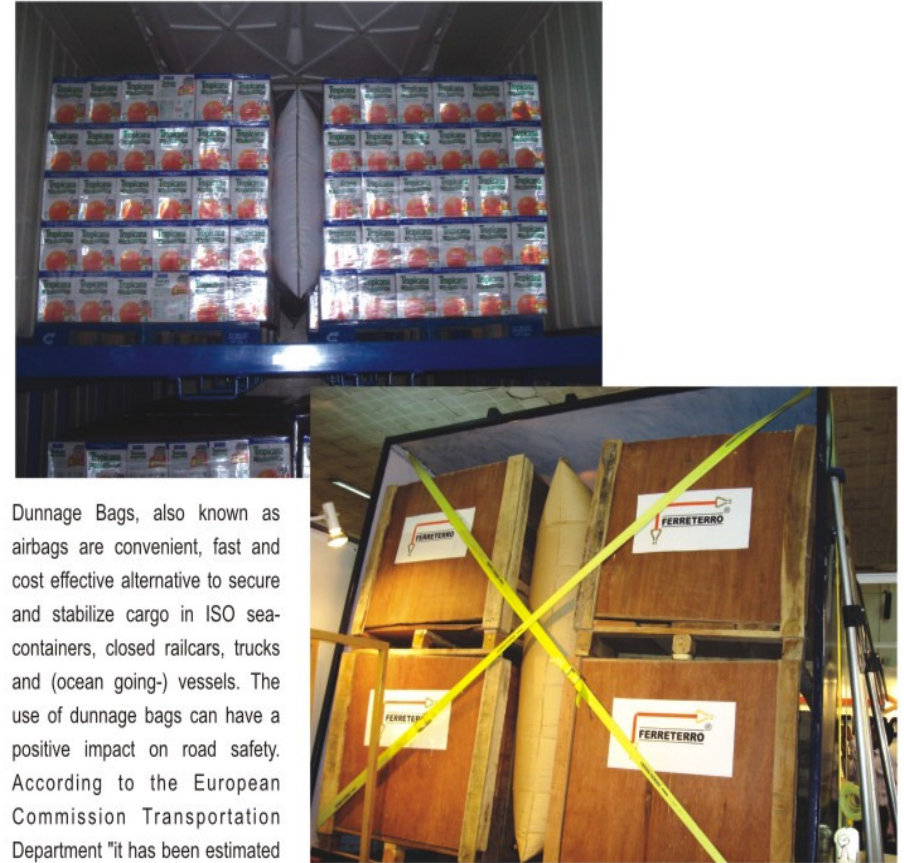 Tropicana
Dunnage Bags, also known as
airbags are convenient, fast and
cost effective alternative to secure
and stabilize cargo in ISO sea-
containers, closed railcars, trucks
and (ocean going-) vessels. The
use of dunnage bags can have a
positive impact on road safety.
According to the European
Commission Transportation
Department "it has been estimated
FERRETERRO
FERRETERRO®
FERRETERRO
FERRETERRO®